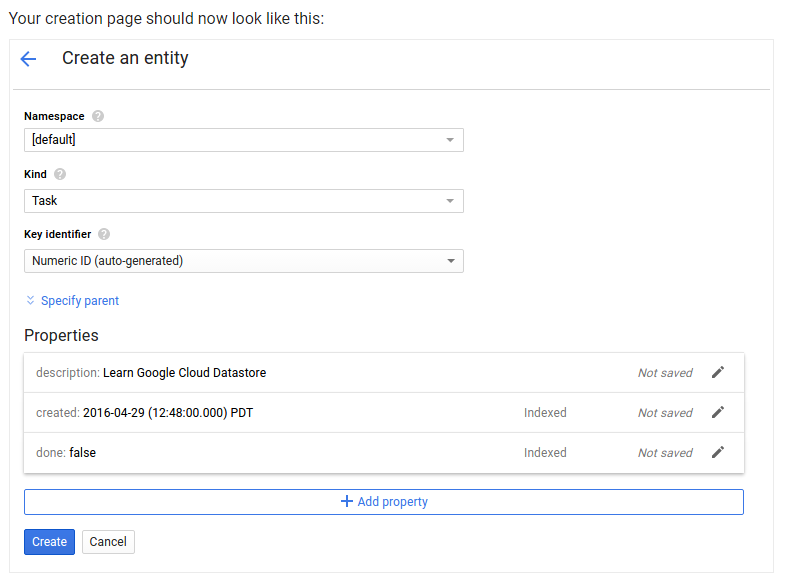 Your creation page should now look like this:
Create an entity
Namespace ?
[default]
Kind ?
Task
Key identifier ?
Numeric ID (auto-generated)
Specify parent
Properties
description: Learn Google Cloud Datastore Not saved
created: 2016-04-29 (12:48:00.000) PDT Indexed Not saved
done: false Indexed Not saved
+ Add property
Create Cancel